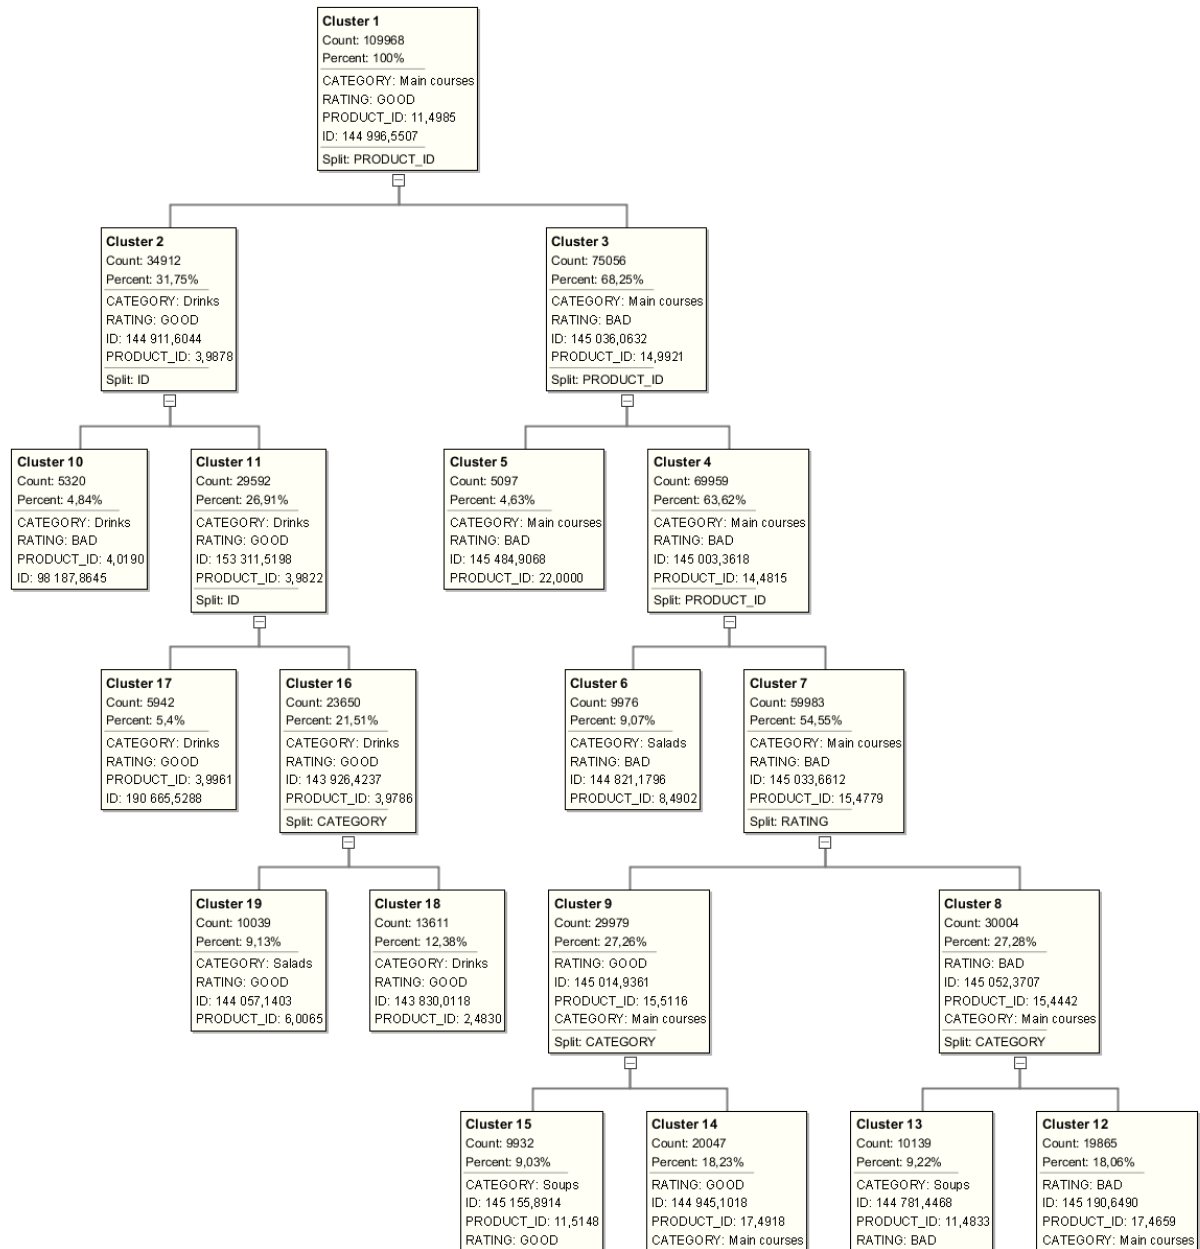 Cluster 1
Count: 109968
Percent: 100%
CATEGORY: Main courses
RATING: GOOD
PRODUCT_ID: 11,4985
ID: 144 996,5507
Split: PRODUCT_ID
Cluster 2
Count: 34912
Percent: 31,75%
CATEGORY: Drinks
RATING: GOOD
ID: 144 911,6044
PRODUCT_ID: 3,9878
Split: ID
Cluster 3
Count: 75056
Percent: 68,25%
CATEGORY: Main courses
RATING: BAD
ID: 145 036,0632
PRODUCT_ID: 14,9921
Split: PRODUCT_ID
Cluster 10
Count: 5320
Percent: 4,84%
CATEGORY: Drinks
RATING: BAD
PRODUCT_ID: 4,0190
ID: 98 187,8645
Cluster 11
Count: 29592
Percent: 26,91%
CATEGORY: Drinks
RATING: GOOD
ID: 153 311,5198
PRODUCT_ID: 3,9822
Split: ID
Cluster 5
Count: 5097
Percent: 4,63%
CATEGORY: Main courses
RATING: BAD
ID: 145 484,9068
PRODUCT_ID: 22,0000
Cluster 4
Count: 69959
Percent: 63,62%
CATEGORY: Main courses
RATING: BAD
ID: 145 003,3618
PRODUCT_ID: 14,4815
Split: PRODUCT_ID
Cluster 17
Count: 5942
Percent: 5,4%
CATEGORY: Drinks
RATING: GOOD
PRODUCT_ID: 3,9961
ID: 190 665,5288
Cluster 16
Count: 23650
Percent: 21,51%
CATEGORY: Drinks
RATING: GOOD
ID: 143 926,4237
PRODUCT_ID: 3,9786
Split: CATEGORY
Cluster 6
Count: 9976
Percent: 9,07%
CATEGORY: Salads
RATING: BAD
ID: 144 821,1796
PRODUCT_ID: 8,4902
Cluster 7
Count: 59983
Percent: 54,55%
CATEGORY: Main courses
RATING: BAD
ID: 145 033,6612
PRODUCT_ID: 15,4779
Split: RATING
Cluster 19
Count: 10039
Percent: 9,13%
CATEGORY: Salads
RATING: GOOD
ID: 144 057,1403
PRODUCT_ID: 6,0065
Cluster 18
Count: 13611
Percent: 12,38%
CATEGORY: Drinks
RATING: GOOD
ID: 143 830,0118
PRODUCT_ID: 2,4830
Cluster 9
Count: 29979
Percent: 27,26%
RATING: GOOD
ID: 145 014,9361
PRODUCT_ID: 15,5116
CATEGORY: Main courses
Split: CATEGORY
Cluster 8
Count: 30004
Percent: 27,28%
RATING: BAD
ID: 145 052,3707
PRODUCT_ID: 15,4442
CATEGORY: Main courses
Split: CATEGORY
Cluster 15
Count: 9932
Percent: 9,03%
CATEGORY: Soups
ID: 145 155,8914
PRODUCT_ID: 11,5148
RATING: GOOD
Cluster 14
Count: 20047
Percent: 18,23%
RATING: GOOD
ID: 144 945,1018
PRODUCT_ID: 17,4918
CATEGORY: Main courses
Cluster 13
Count: 10139
Percent: 9,22%
CATEGORY: Soups
ID: 144 781,4468
PRODUCT_ID: 11,4833
RATING: BAD
Cluster 12
Count: 19865
Percent: 18,06%
RATING: BAD
ID: 145 190,6490
PRODUCT_ID: 17,4659
CATEGORY: Main courses